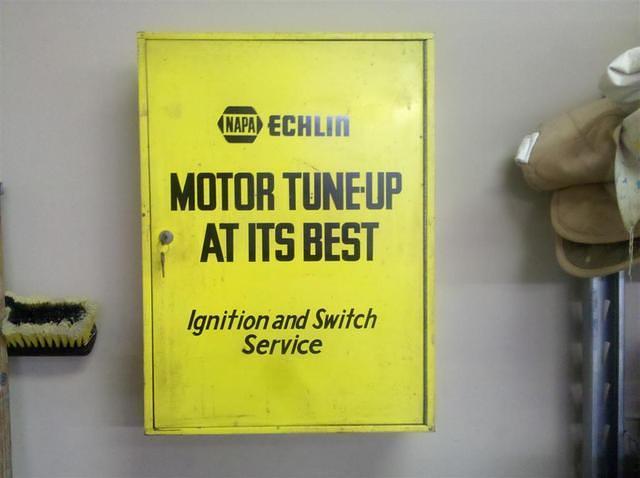 NAPA ECHLIN
MOTOR TUNE-UP
AT ITS BEST
Ignition and Switch
Service